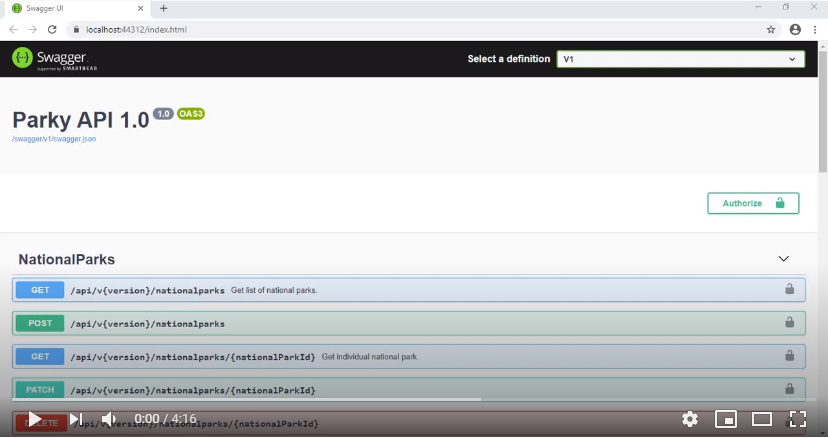 Swagger UI
localhost:44312/index.html
Swagger
Supported by SMARTBEAR
Select a definition V1
Parky API 1.0 1.0 OAS3
/swagger/v1/swagger.json
Authorize
NationalParks
GET /api/v{version}/nationalparks Get list of national parks.
POST /api/v{version}/nationalparks
GET /api/v{version}/nationalparks/{nationalParkId} Get individual national park.
PATCH /api/v{version}/nationalparks/{nationalParkId}
DELETE /api/v{version}/nationalparks/{nationalParkId}
0:00 / 4:16